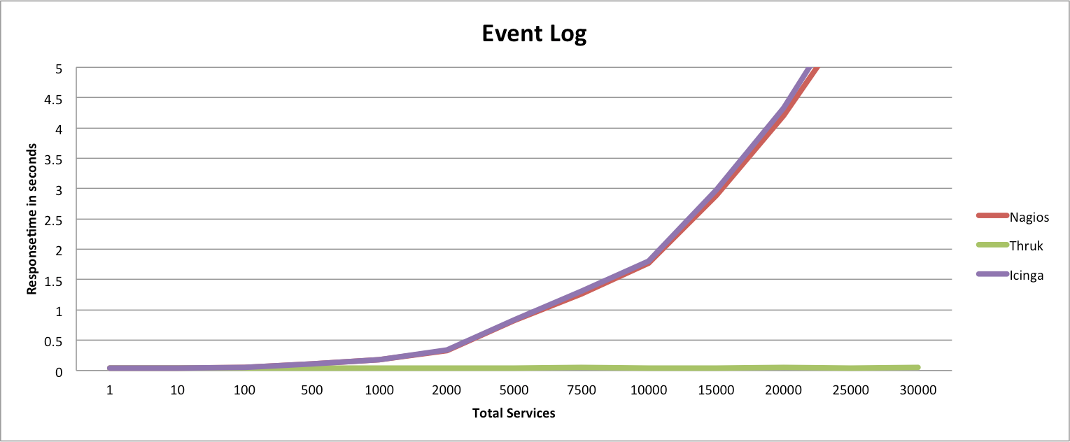 Event Log
Responsetime in seconds
5
4.5
4
3.5
3
2.5
2
1.5
1
0.5
0
1 10 100 500 1000 2000 5000 7500 10000 15000 20000 25000 30000
Total Services
Nagios
Thruk
Icinga